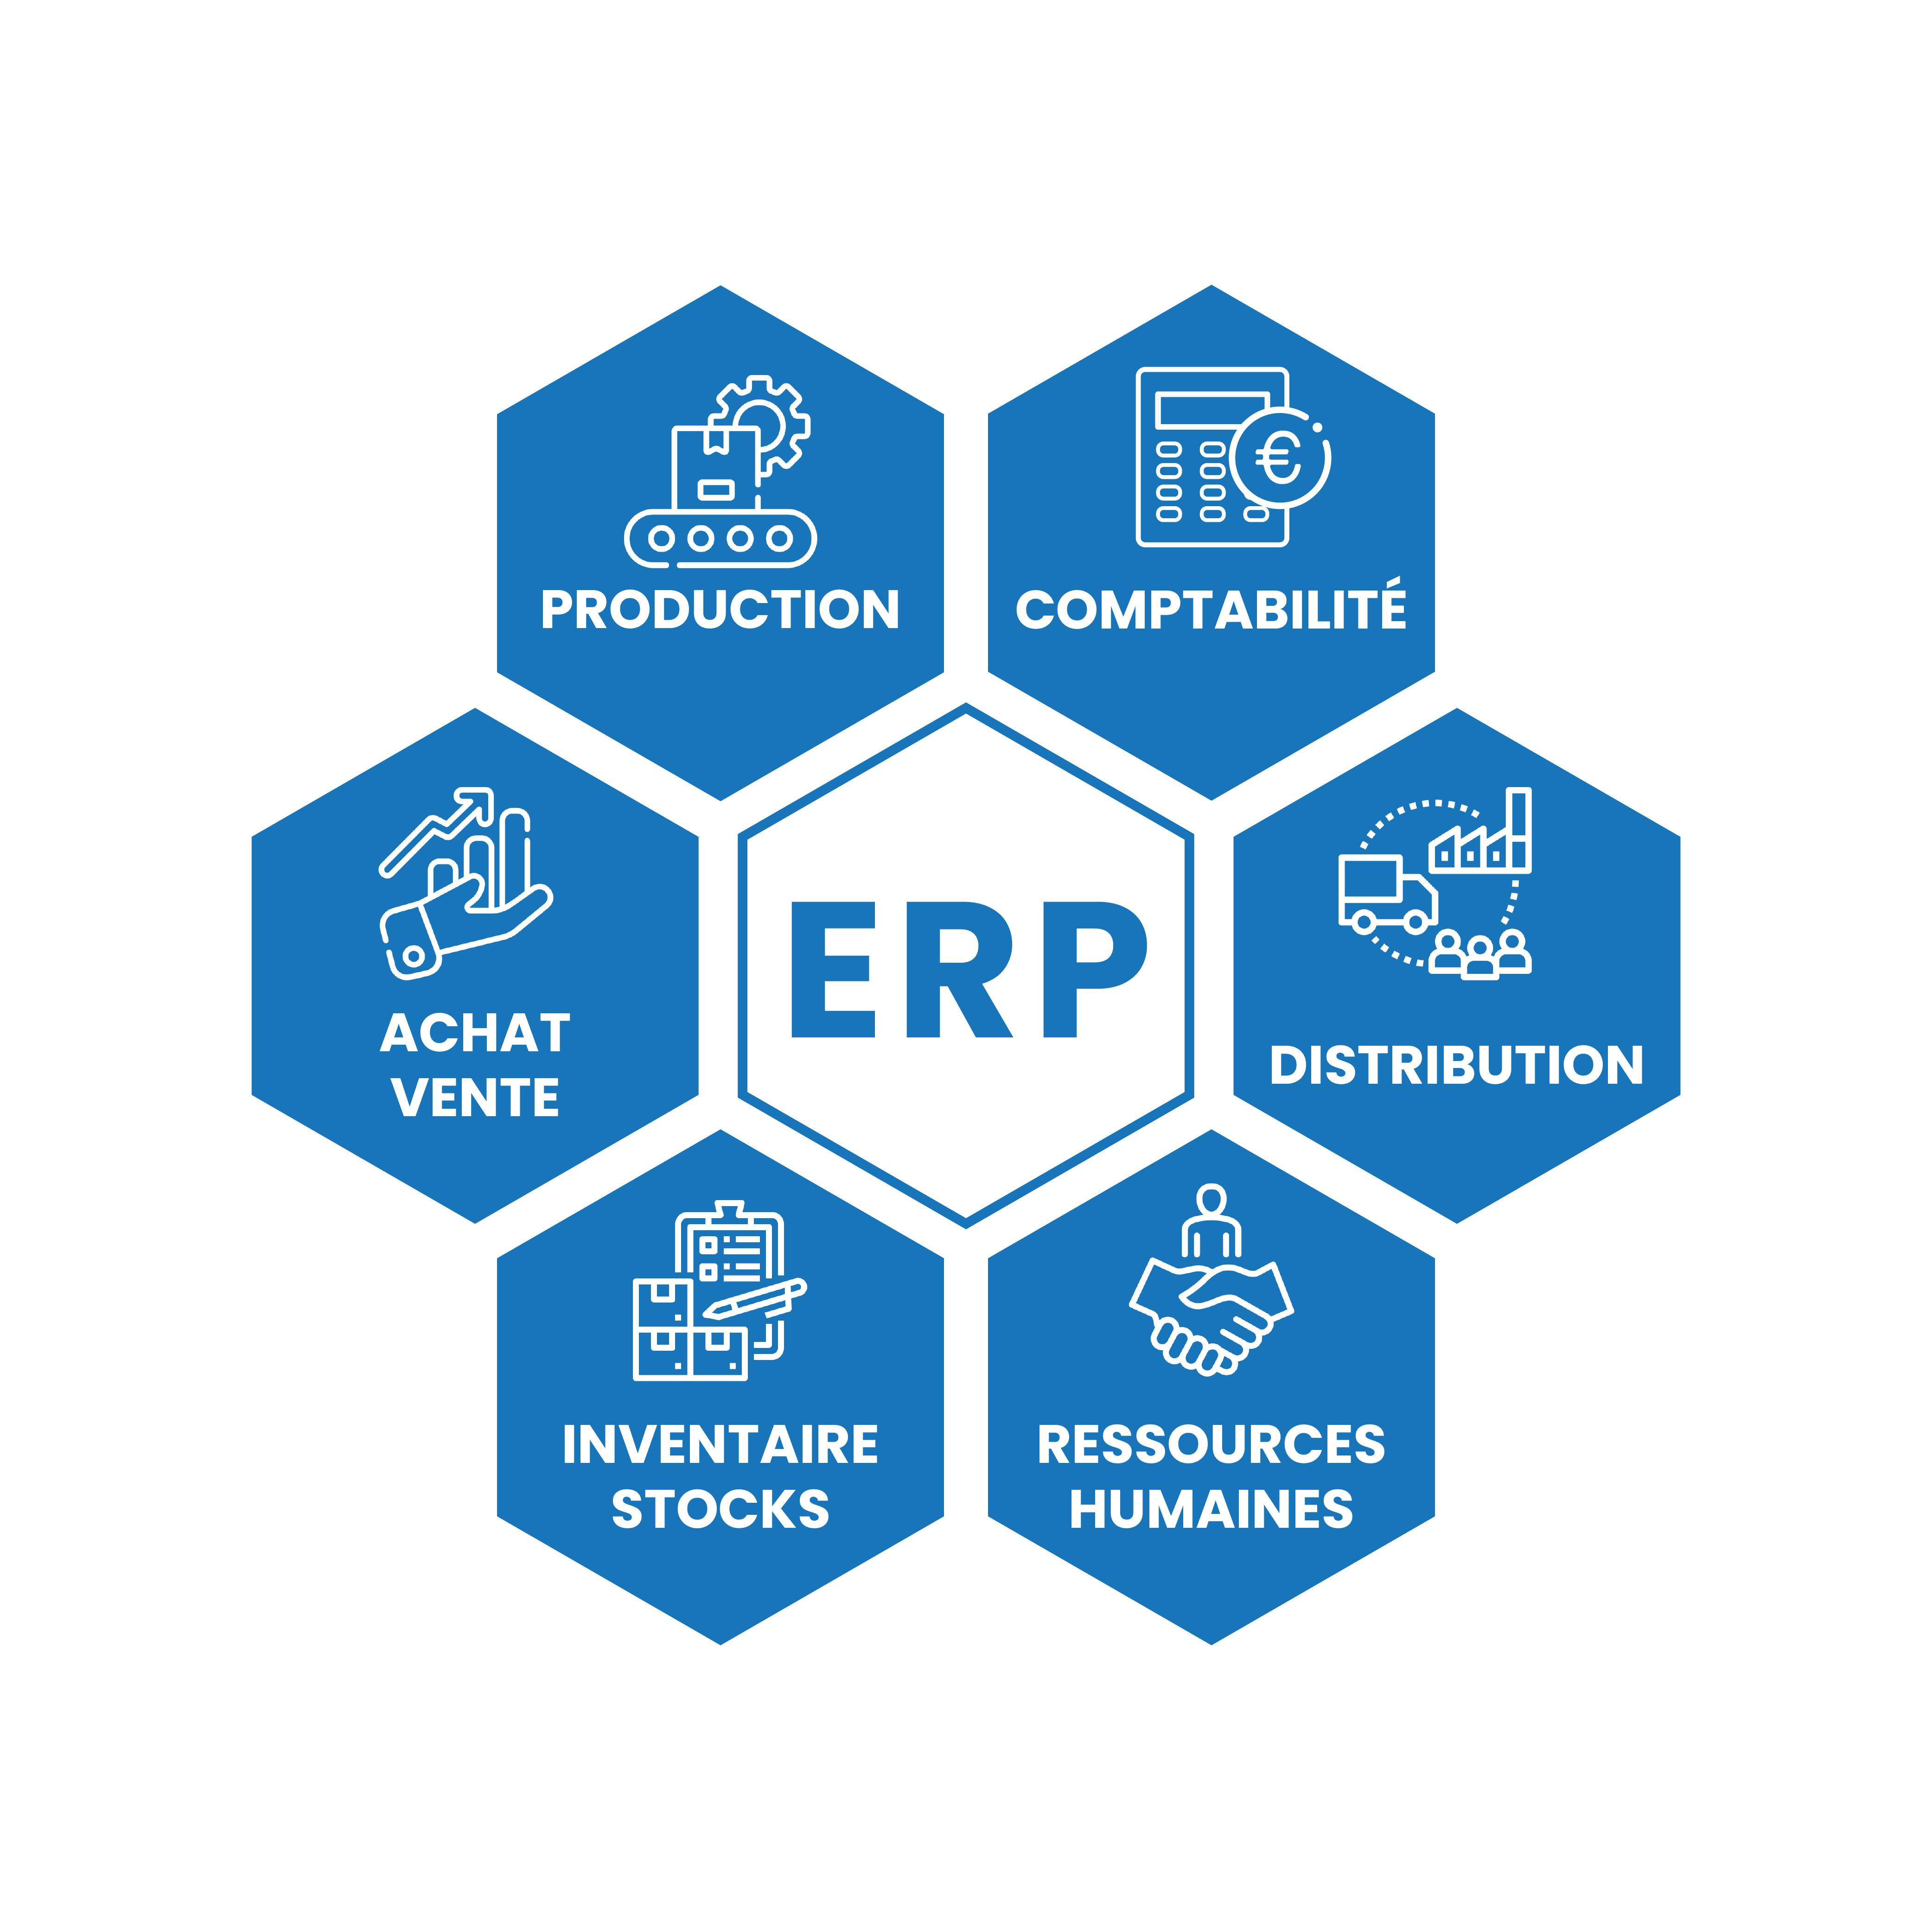 PRODUCTION
COMPTABILITÉ
ACHAT
VENTE
ERP
DISTRIBUTION
INVENTAIRE
STOCKS
RESSOURCES
HUMAINES